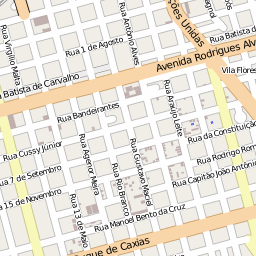 Rua Virgílio Malta
Rua 1 de Agosto
Rua Antônio Alves
ões Unidas
Rua Batista de
Avenida Rodrigues Alv
Vila Flores
Batista de Carvalho
Rua Bandeirantes
Rua Araújo Leite
Rua da Constituição
Rua Cussy Júnior
Rua Agenor Meira
Rua Gustavo Maciel
Rua Rodrigo Rom
Rua 7 de Setembro
Rua Capitão João Antônio
Rua Rio Branco
Rua 15 de Novembro
Rua 13 de Maio
Rua Manoel Bento da Cruz
que de Caxias